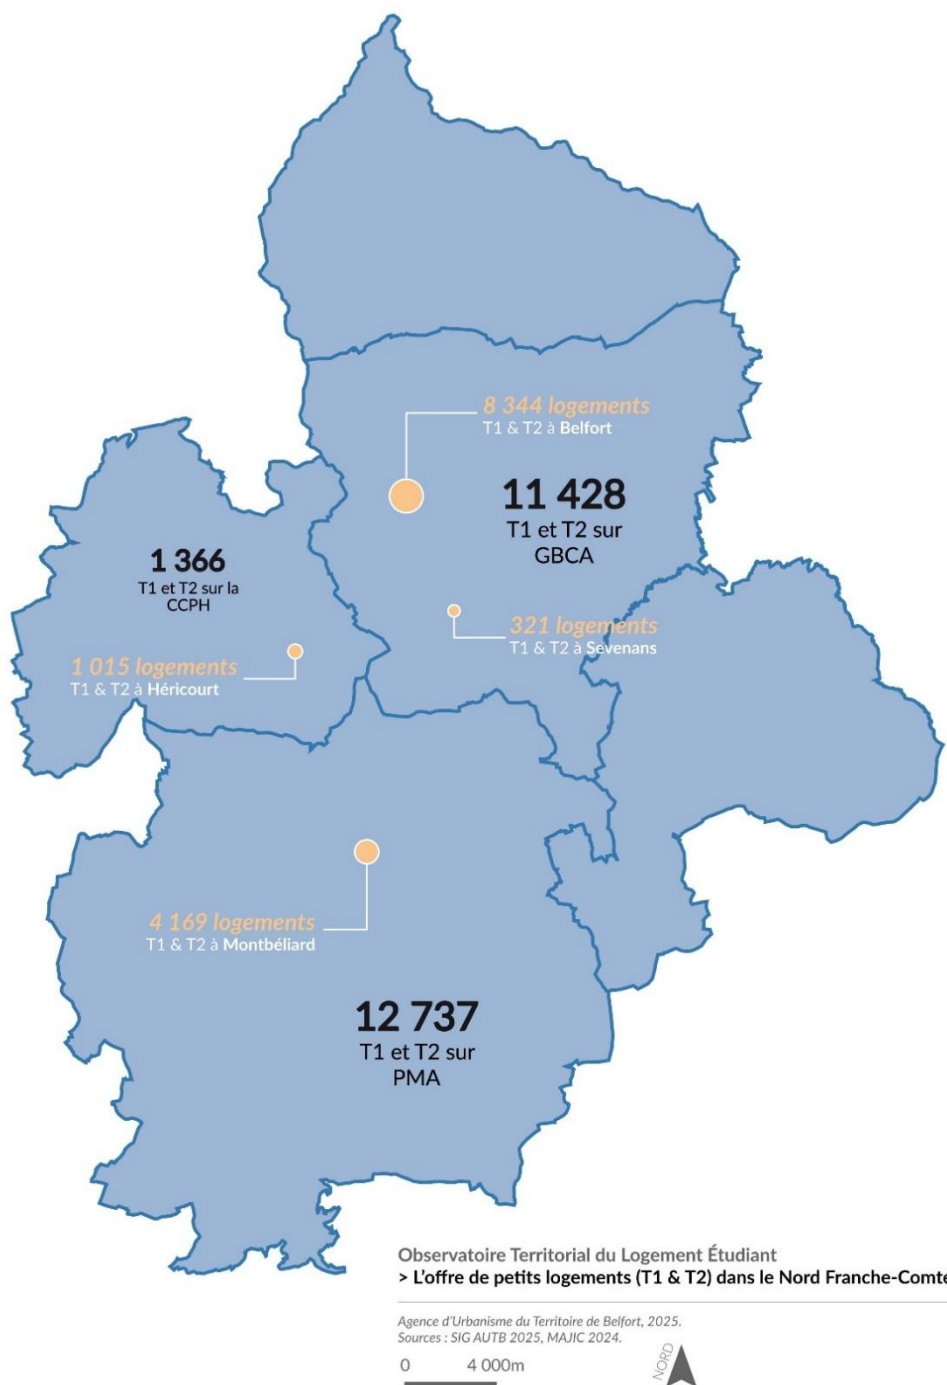 8 344 logements
T1 & T2 à Belfort
11 428
T1 et T2 sur
GBCA
1 366
T1 et T2 sur la
CCPH
321 logements
T1 & T2 à Sevenans
1 015 logements
T1 & T2 à Héricourt
4 169 logements
T1 & T2 à Montbéliard
12 737
T1 et T2 sur
PMA
Observatoire Territorial du Logement Étudiant
> L'offre de petits logements (T1 & T2) dans le Nord Franche-Comté
Agence d'Urbanisme du Territoire de Belfort, 2025.
Sources : SIG AUTB 2025, MAJIC 2024.
0 4 000m
NORD